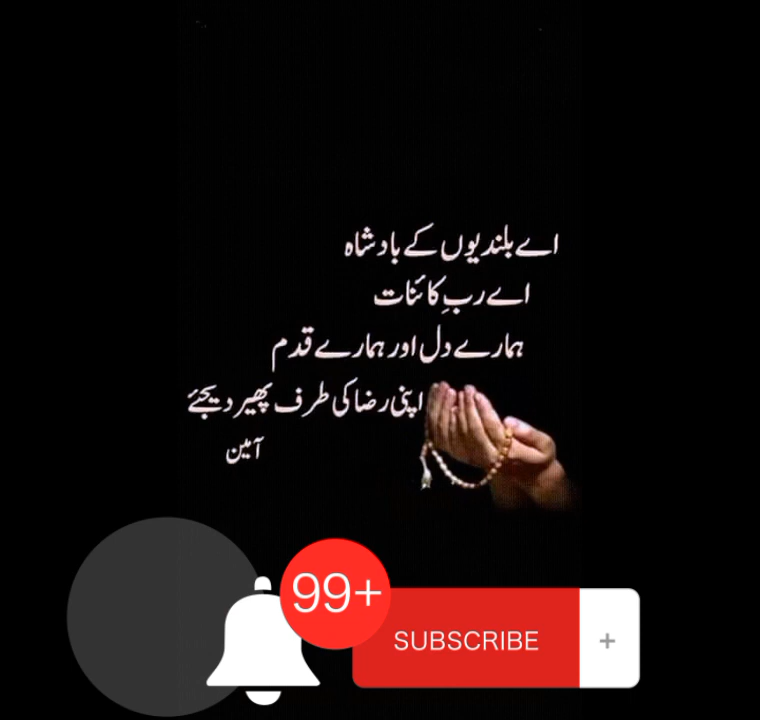 اے بلندیوں کے بادشاہ
اے ربِ کائنات
ہمارے دل اور ہمارے قدم
اپنی رضا کی طرف پھیر دیجئے
آمین
99+
SUBSCRIBE
+